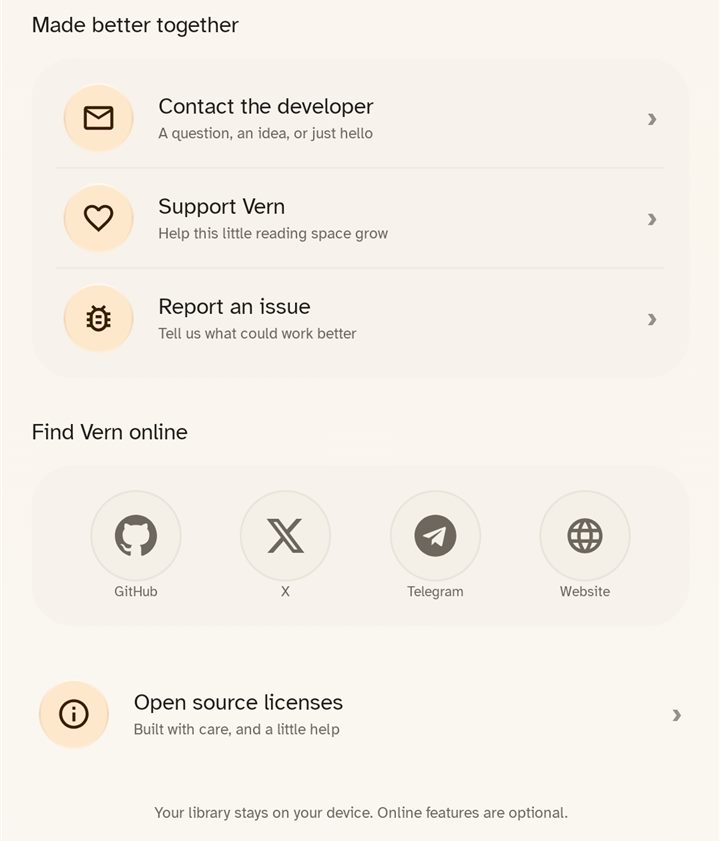 Made better together
Contact the developer
A question, an idea, or just hello
Support Vern
Help this little reading space grow
Report an issue
Tell us what could work better
Find Vern online
GitHub
X
Telegram
Website
Open source licenses
Built with care, and a little help
Your library stays on your device. Online features are optional.